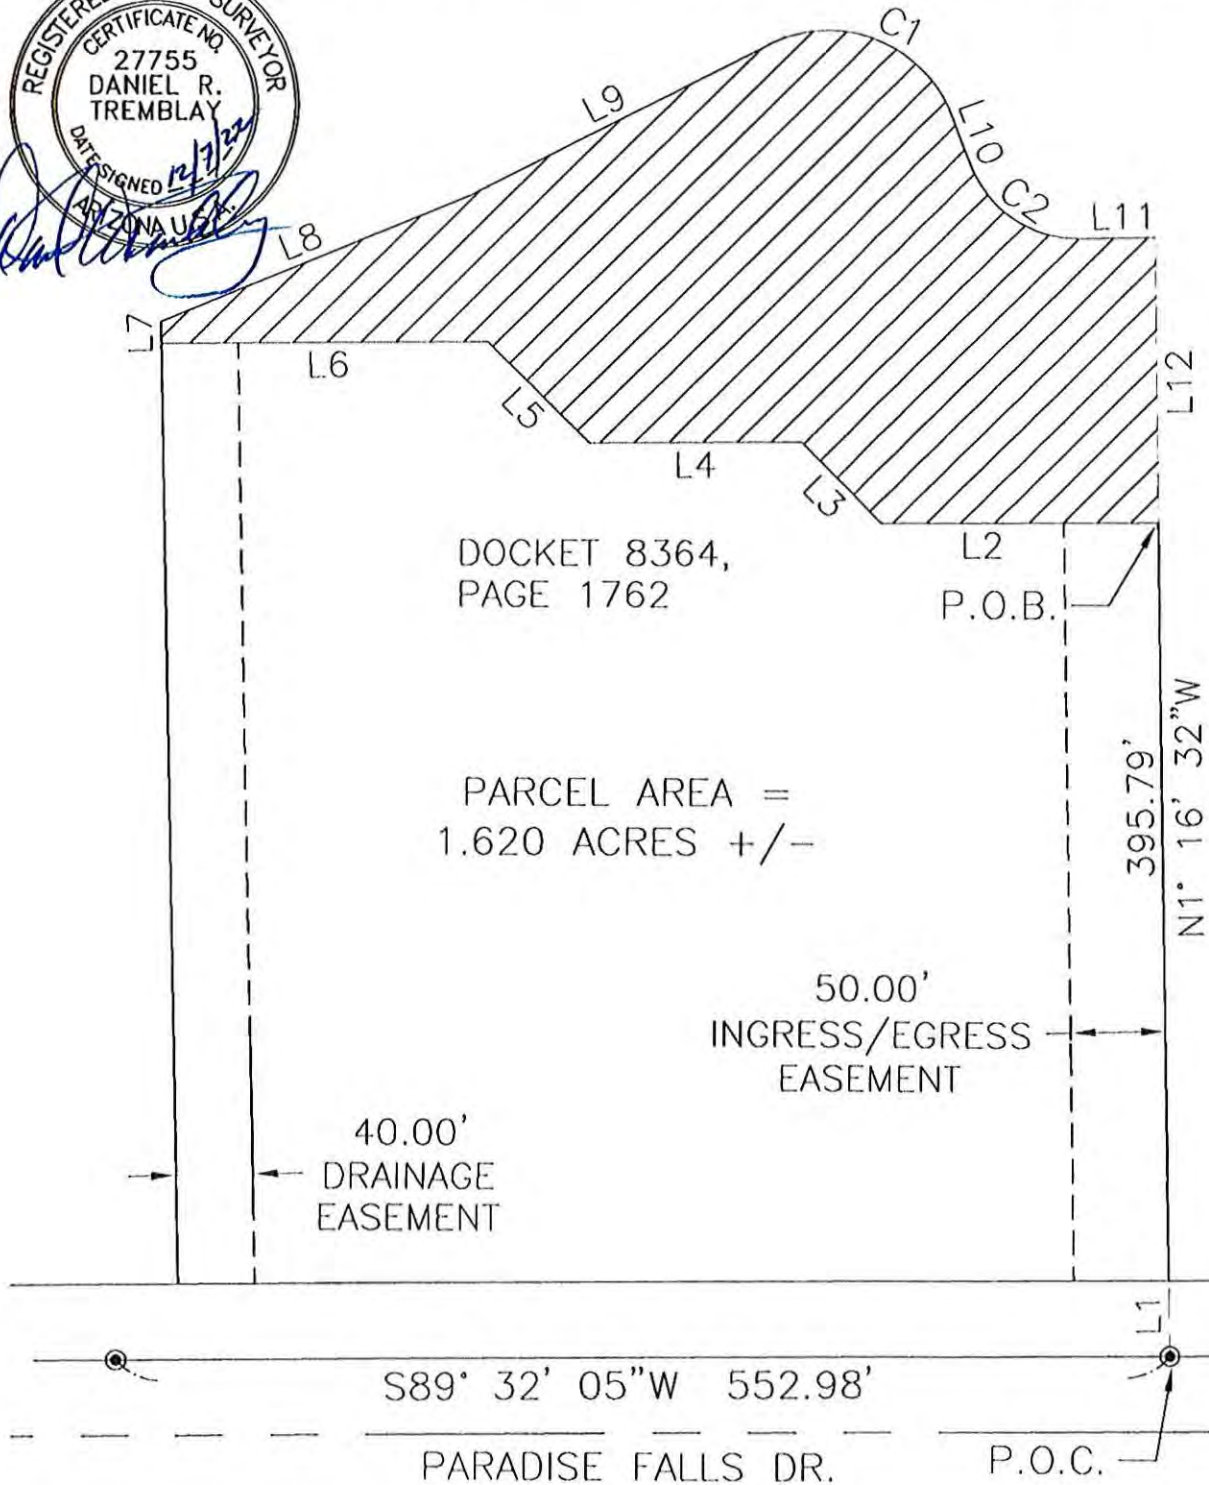 REGISTERED SURVEYOR
CERTIFICATE NO.
27755
DANIEL R.
TREMBLAY
DATE SIGNED 12/7/22
ARIZONA U.S.A.
C1
L9
L10
C2
L11
L8
L7
L6
L12
L5
L4
L3
L2
DOCKET 8364,
PAGE 1762
P.O.B.
PARCEL AREA =
1.620 ACRES +/-
395.79'
N1° 16' 32"W
50.00'
INGRESS/EGRESS
EASEMENT
40.00'
DRAINAGE
EASEMENT
L1
S89° 32' 05"W 552.98'
PARADISE FALLS DR.
P.O.C.